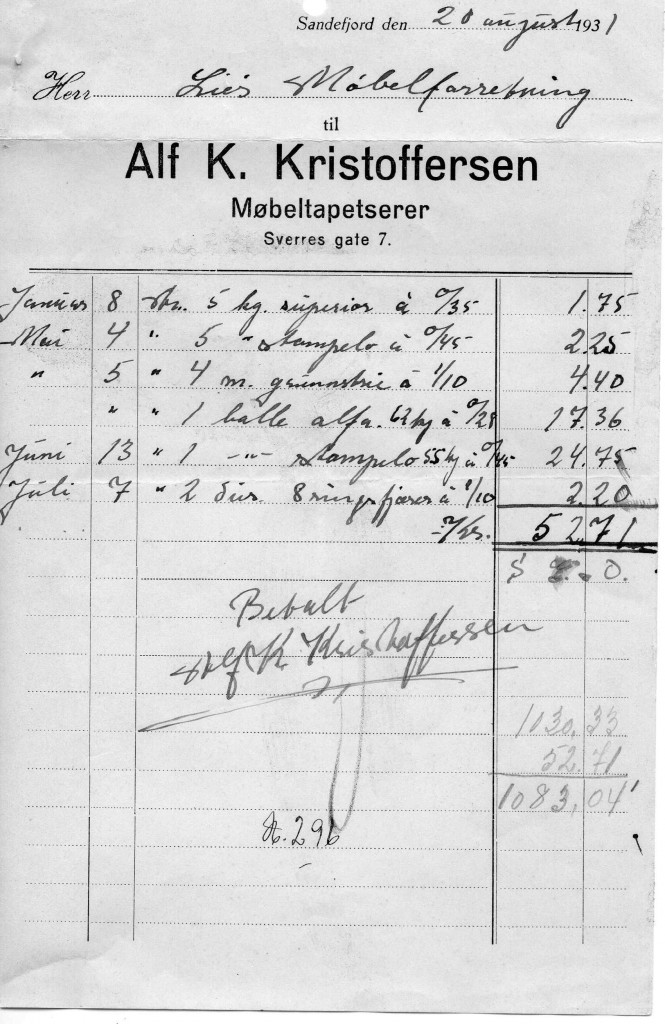 Sandefjord den 20 august 1931
Herr Lie's Møbelforretning
til
Alf K. Kristoffersen
Møbeltapetserer
Sverres gate 7.
Januar 8 5 kg. superior à 0/35 1.75
Mai 4 " 5 " stampelo à 0/45 2.25
" 5 " 4 m. grunnstrie à 1/10 4.40
" " 1 balle alfa. 62 kg à 0/28 17.36
Juni 13 " 1 -"- stampelo 55 kg à 0/45 24.75
Juli 7 " 2 dus. 8 rings fjærer à 1/10 2.20
Kr. 52.71
Betalt
Alf K. Kristoffersen
1030,33
52.71
1083,04
296